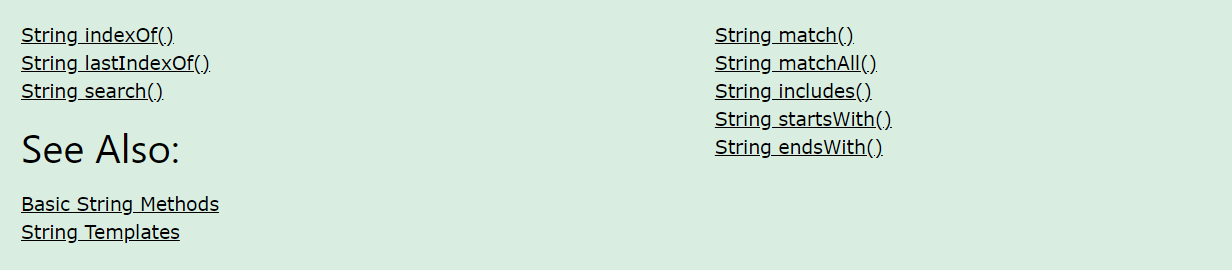 String indexOf()
String lastIndexOf()
String search()
See Also:
Basic String Methods
String Templates
String match()
String matchAll()
String includes()
String startsWith()
String endsWith()